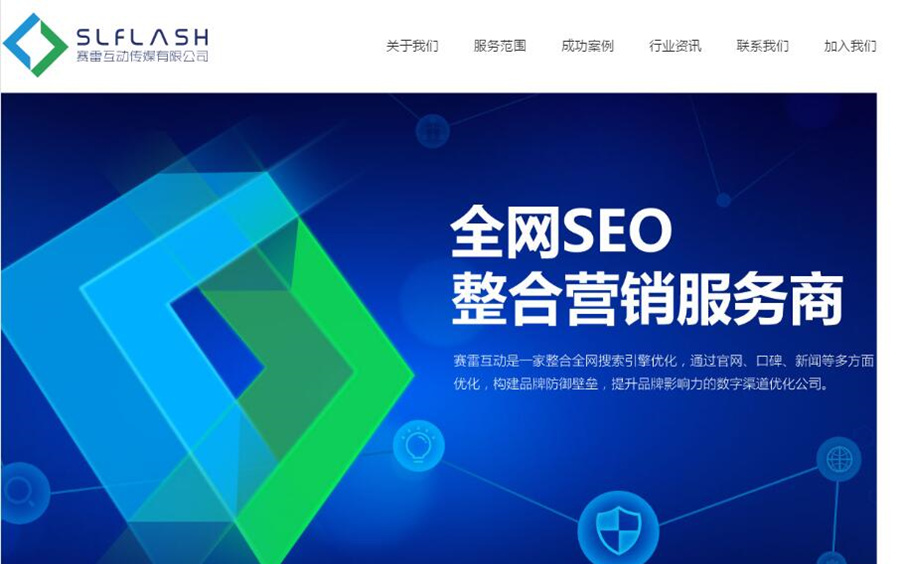 SLFLASH
赛雷互动传媒有限公司
关于我们 服务范围 成功案例 行业资讯 联系我们 加入我们
全网SEO
整合营销服务商
赛雷互动是一家整合全网搜索引擎优化，通过官网、口碑、新闻等多方面
优化，构建品牌防御壁垒，提升品牌影响力的数字渠道优化公司。